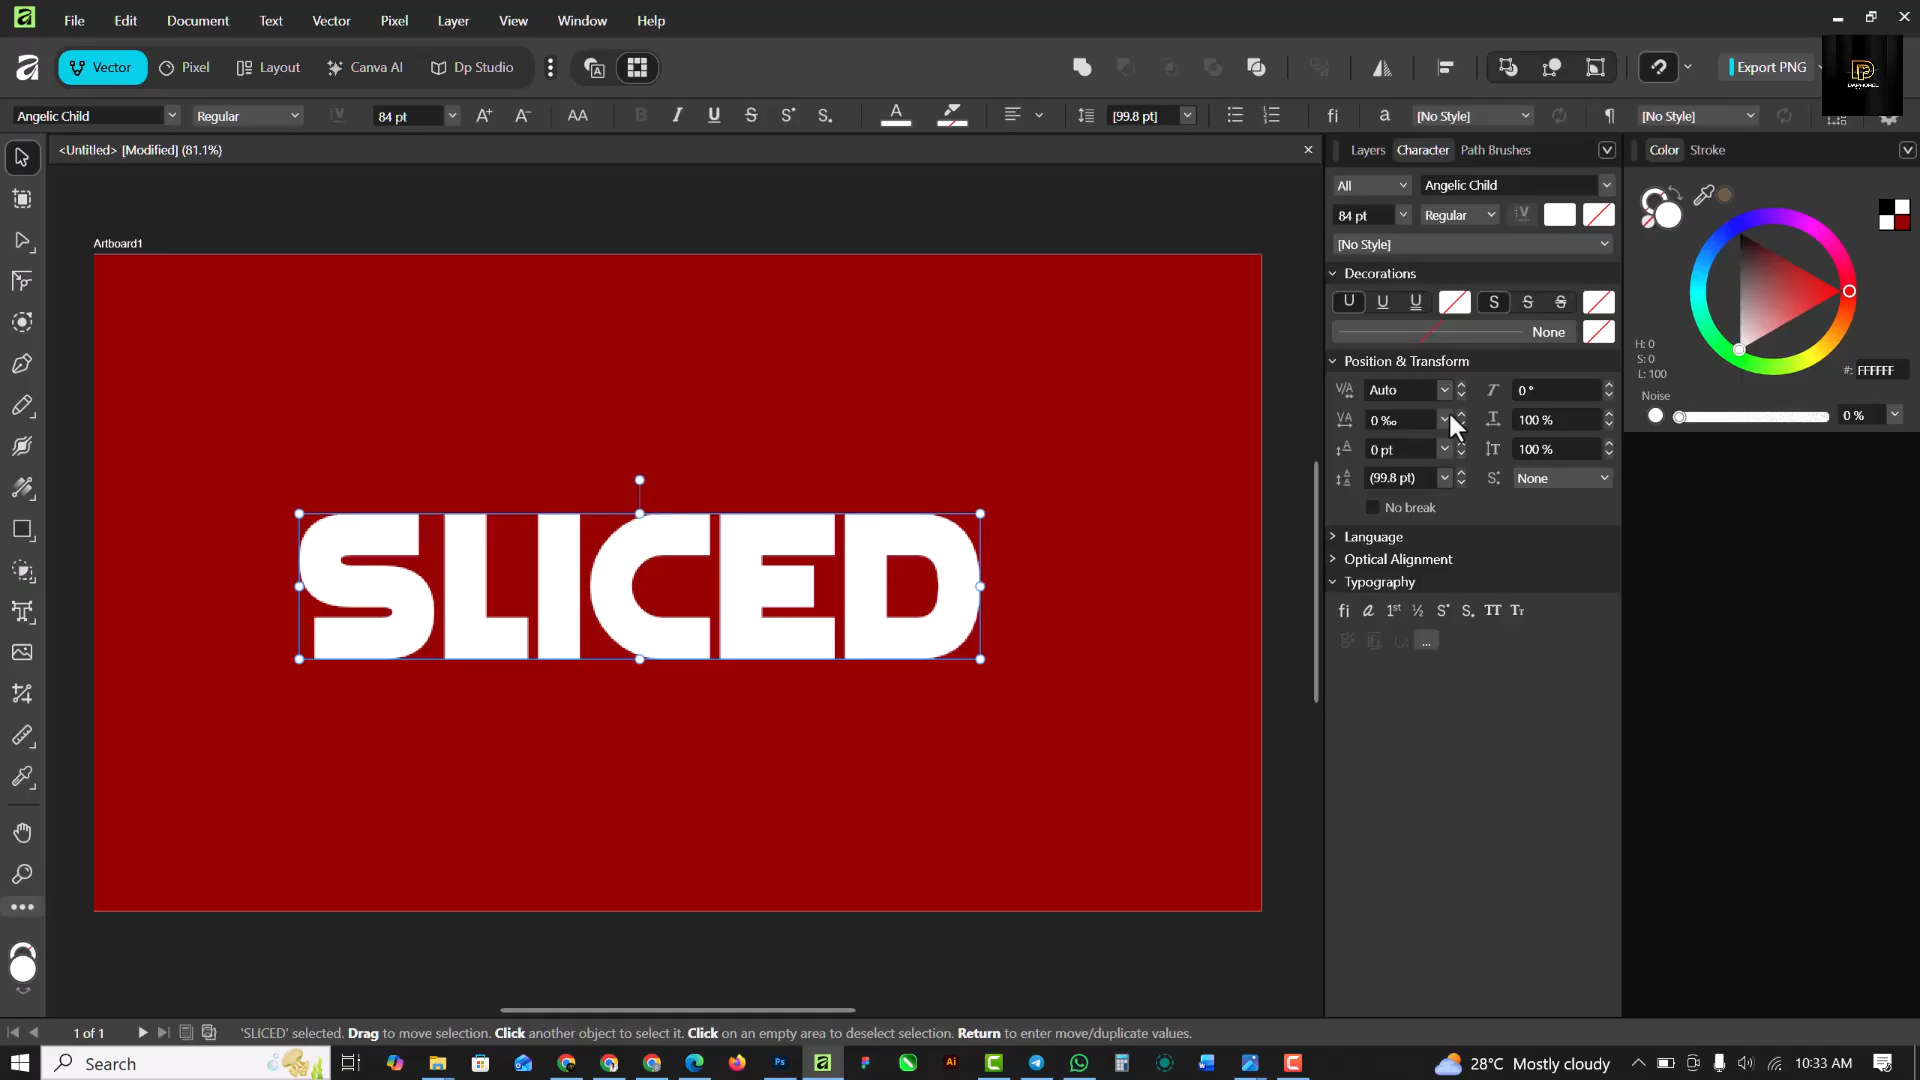 File Edit Document Text Vector Pixel Layer View Window Help
Vector Pixel Layout Canva AI Dp Studio Export PNG
Angelic Child Regular 84 pt [99.8 pt] [No Style] [No Style]
<Untitled> [Modified] (81.1%)
Layers Character Path Brushes
Color Stroke
All Angelic Child
84 pt Regular
[No Style]
Decorations
None
Position & Transform
Auto 0 °
0 ‰ 100 %
0 pt 100 %
(99.8 pt) None
No break
Language
Optical Alignment
Typography
H: 0
S: 0
L: 100
#: FFFFFF
Noise
0 %
Artboard1
SLICED
1 of 1 'SLICED' selected. Drag to move selection. Click another object to select it. Click on an empty area to deselect selection. Return to enter move/duplicate values.
Search 28°C Mostly cloudy 10:33 AM